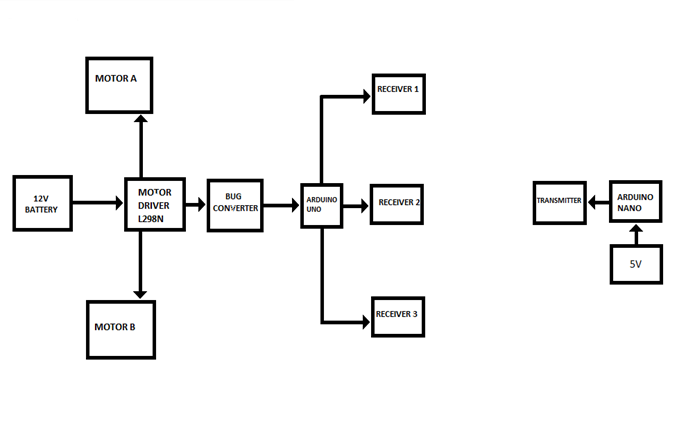 MOTOR A
RECEIVER 1
12V
BATTERY
MOTOR
DRIVER
L298N
BUG
CONVERTER
ARDUINO
UNO
RECEIVER 2
TRANSMITTER
ARDUINO
NANO
5V
MOTOR B
RECEIVER 3